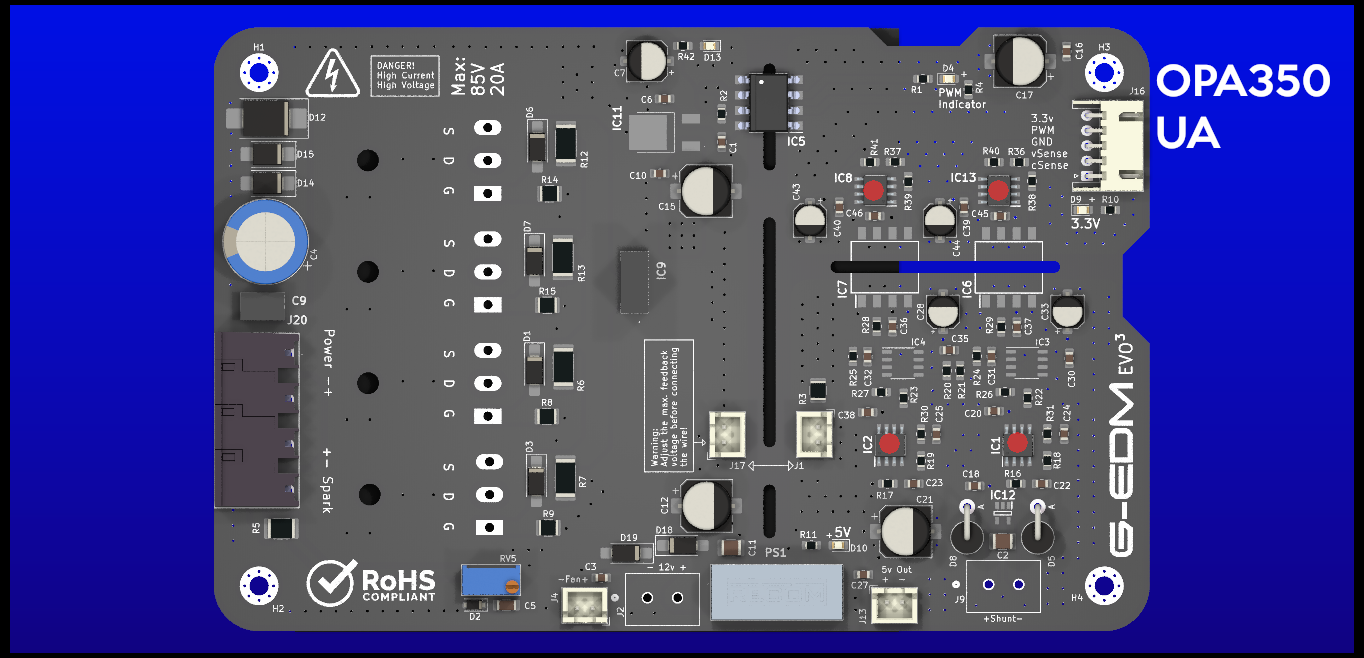 OPA350
UA
H1
DANGER!
High Current
High Voltage
Max:
85V
20A
C7
R42
D13
C16
H3
C17
D4
+
R1
R4
PWM
Indicator
J16
3.3v
PWM
GND
vSense
cSense
D9 +
R10
3.3V
D12
D15
D14
C4
+
C9
J20
Power -+
+- Spark
R5
S
D
G
S
D
G
S
D
G
S
D
G
D6
R12
R14
D7
R13
R15
D1
R6
R8
D3
R7
R9
IC11
C6
R2
C1
C10
C15
IC5
IC9
R41
R37
IC8
R39
C43
C40
C46
R40
R36
IC13
R38
C39
C45
C44
IC7
IC6
C28
C33
R28
C36
R29
C37
IC4
C35
IC3
R25
C32
R20
R21
R24
C31
C30
R27
R23
R26
R22
R3
C38
R30
C25
C20
R31
C24
IC2
R19
IC1
R18
Warning:
Adjust the max. feedback
voltage before connecting
the wire!
J17
J1
G-EDM EVO³
R17
C23
C18
R16
C22
IC12
C21
A
A
D8
C2
D5
C12
D18
D19
C11
PS1
R11
+
5V
D10
- 12v +
J2
C3
-Fan+
J4
RV5
D2
C5
RoHS
COMPLIANT
H2
C27
5v Out
+ -
J13
J9
+Shunt-
H4